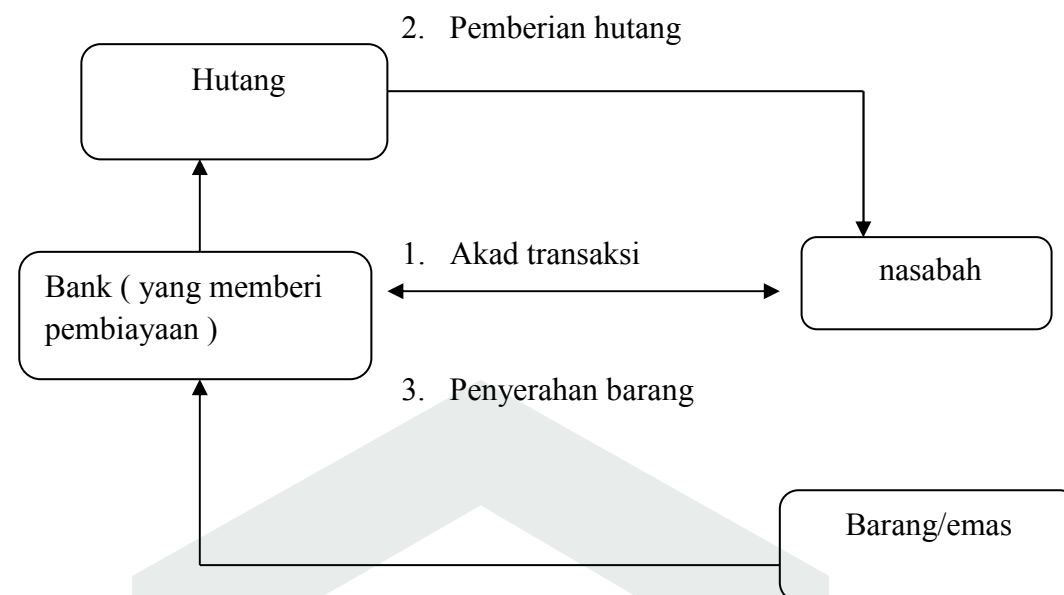 2. Pemberian hutang
Hutang
1. Akad transaksi
nasabah
Bank ( yang memberi
pembiayaan )
3. Penyerahan barang
Barang/emas